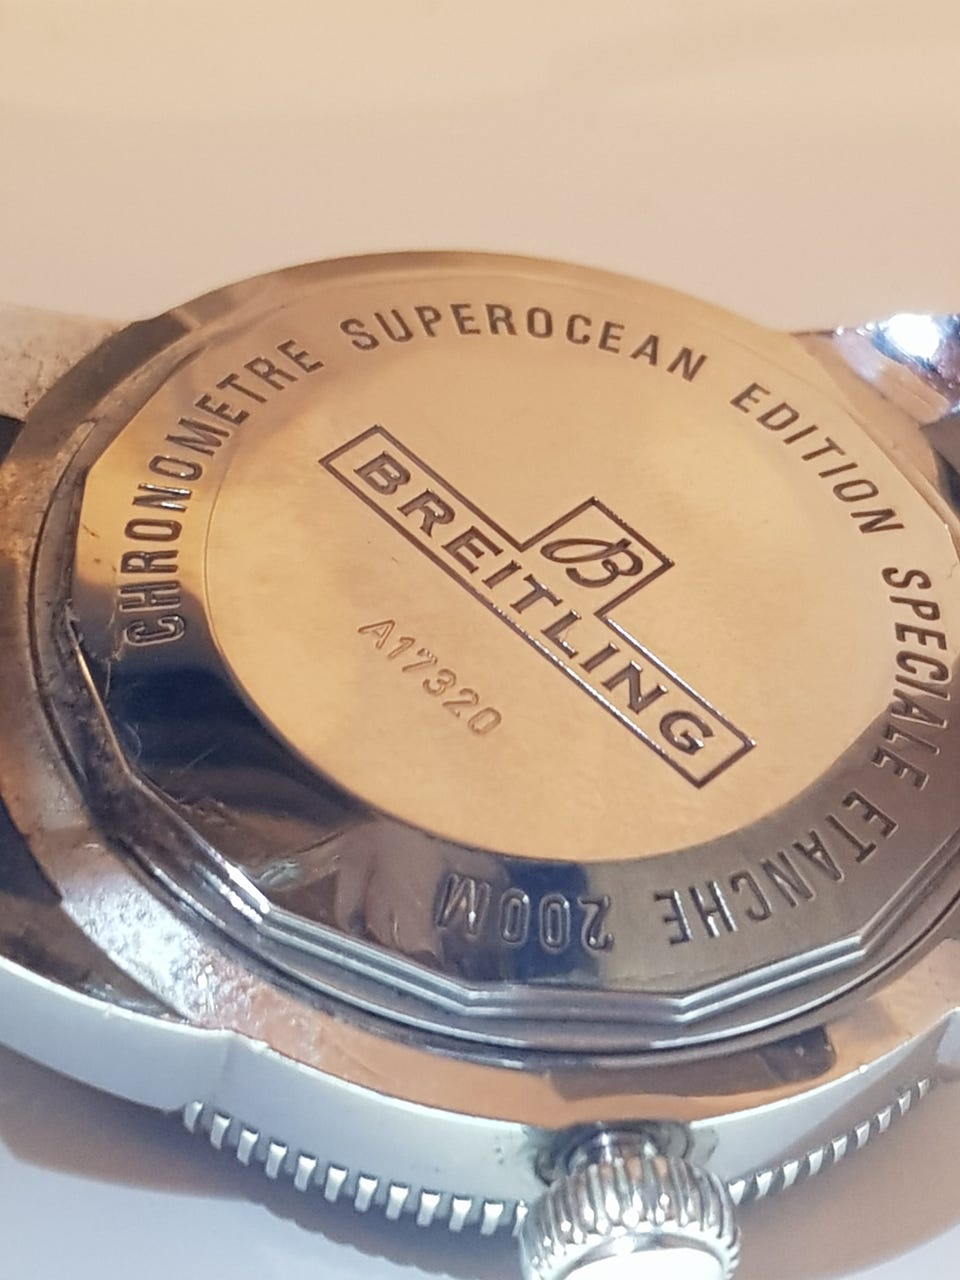 CHRONOMETRE SUPEROCEAN EDITION SPECIALE ETANCHE 200M
B
BREITLING
A17320